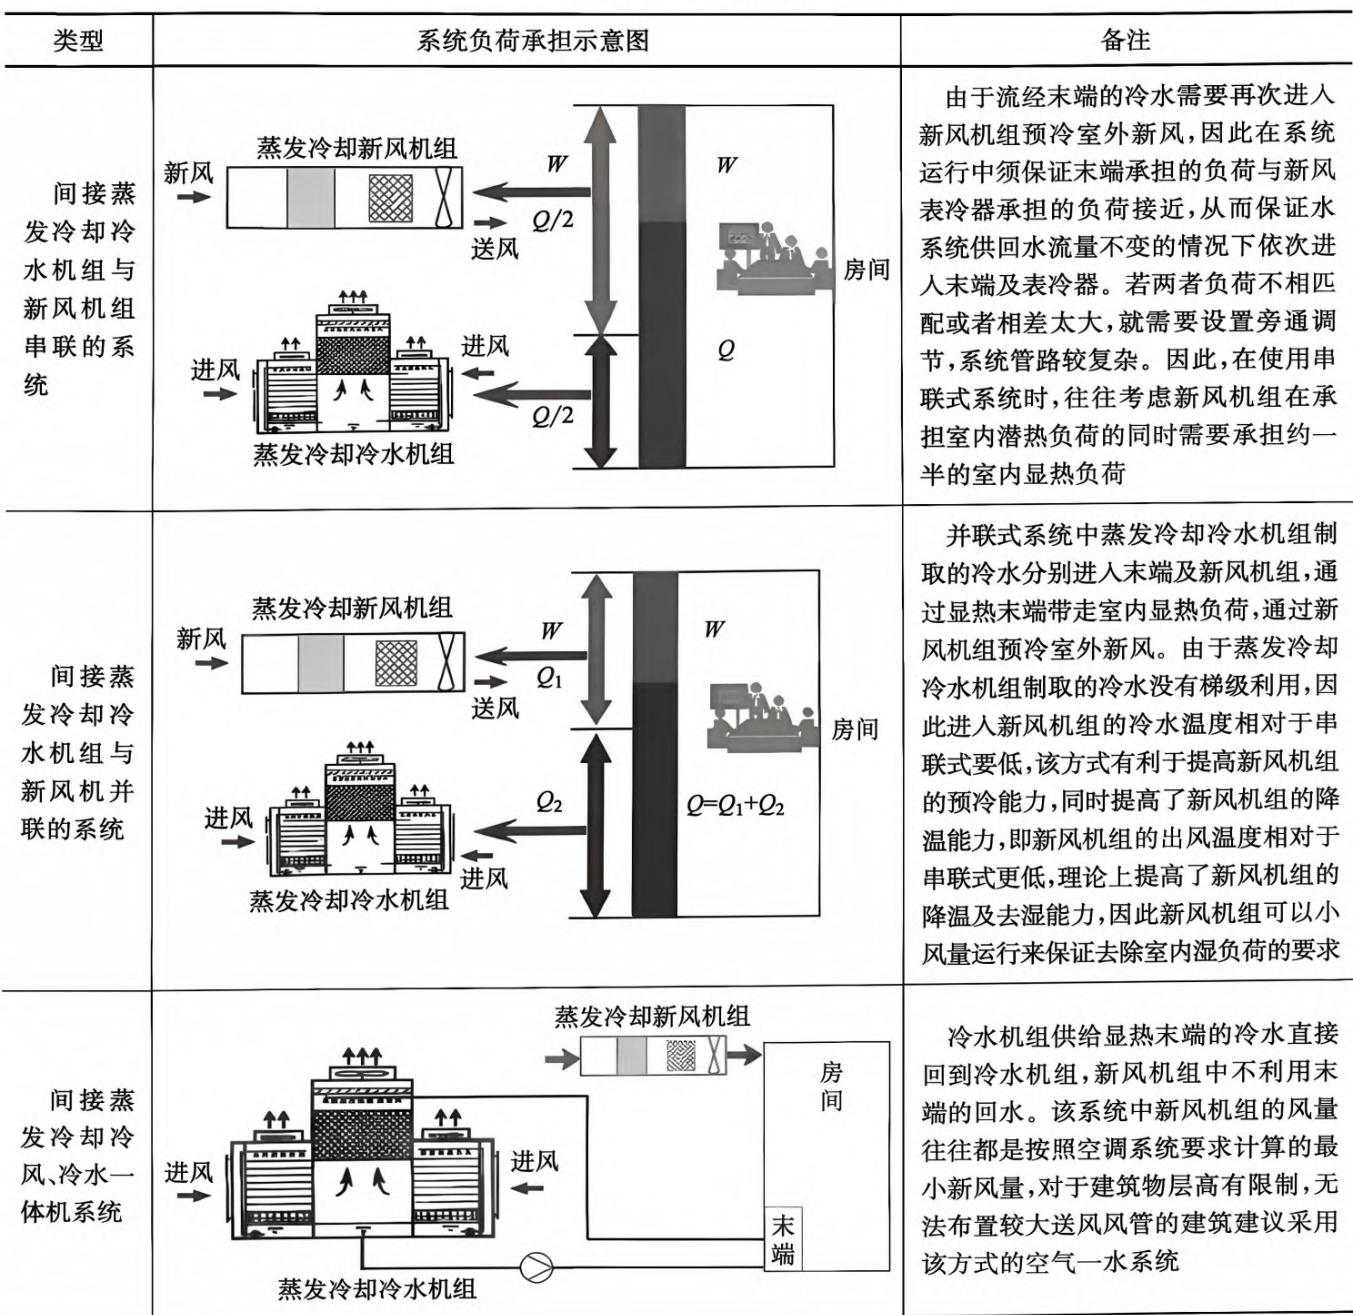 类型
系统负荷承担示意图
备注
间接蒸
发冷却冷
水机组与
新风机组
串联的系
统
蒸发冷却新风机组
新风
送风
W
Q/2
进风
进风
Q/2
蒸发冷却冷水机组
W
Q
房间
由于流经末端的冷水需要再次进入
新风机组预冷室外新风,因此在系统
运行中须保证末端承担的负荷与新风
表冷器承担的负荷接近,从而保证水
系统供回水流量不变的情况下依次进
入末端及表冷器。若两者负荷不相匹
配或者相差太大,就需要设置旁通调
节,系统管路较复杂。因此,在使用串
联式系统时,往往考虑新风机组在承
担室内潜热负荷的同时需要承担约一
半的室内显热负荷
间接蒸
发冷却冷
水机组与
新风机并
联的系统
蒸发冷却新风机组
新风
送风
W
Q₁
进风
进风
Q₂
蒸发冷却冷水机组
W
Q=Q₁+Q₂
房间
并联式系统中蒸发冷却冷水机组制
取的冷水分别进入末端及新风机组,通
过显热末端带走室内显热负荷,通过新
风机组预冷室外新风。由于蒸发冷却
冷水机组制取的冷水没有梯级利用,因
此进入新风机组的冷水温度相对于串
联式要低,该方式有利于提高新风机组
的预冷能力,同时提高了新风机组的降
温能力,即新风机组的出风温度相对于
串联式更低,理论上提高了新风机组的
降温及去湿能力,因此新风机组可以小
风量运行来保证去除室内湿负荷的要求
间接蒸
发冷却冷
风、冷水一
体机系统
蒸发冷却新风机组
房
间
进风
进风
末
端
蒸发冷却冷水机组
冷水机组供给显热末端的冷水直接
回到冷水机组,新风机组中不利用末
端的回水。该系统中新风机组的风量
往往都是按照空调系统要求计算的最
小新风量,对于建筑物层高有限制,无
法布置较大送风风管的建筑建议采用
该方式的空气—水系统